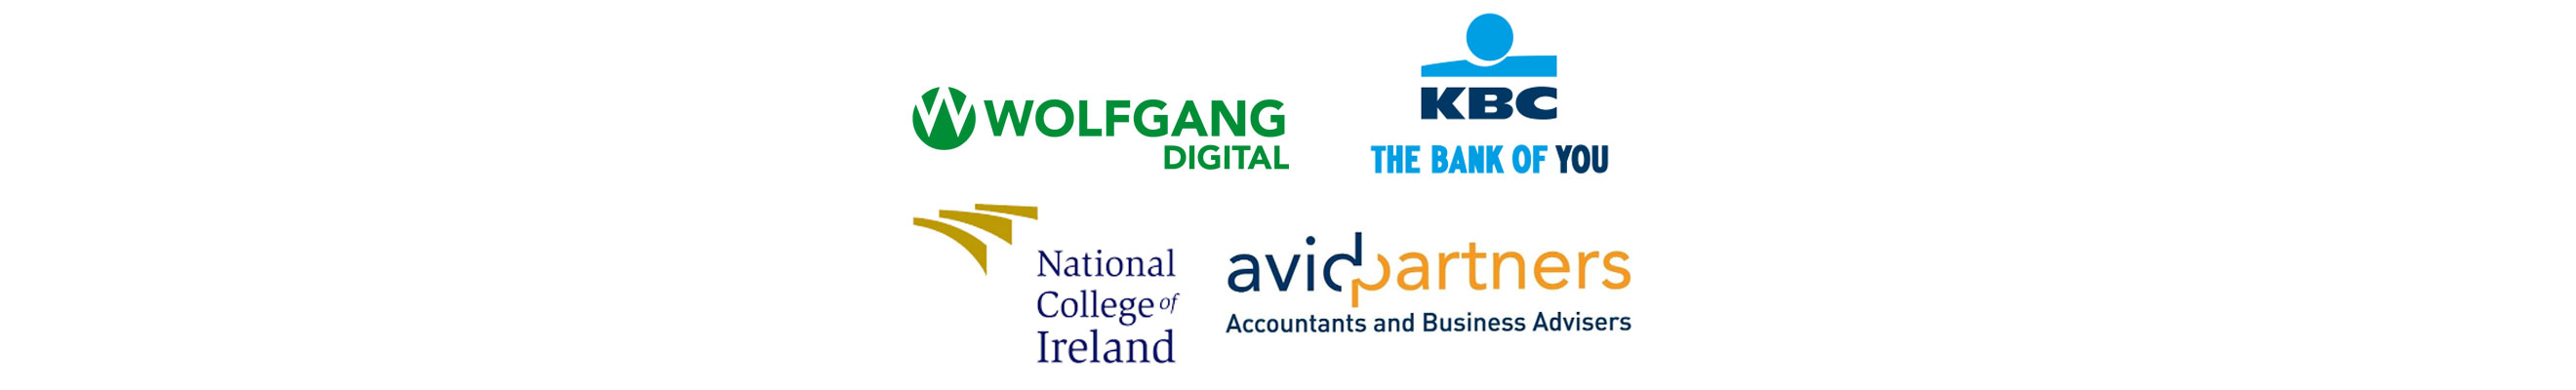 WOLFGANG
DIGITAL
KBC
THE BANK OF YOU
National
College of
Ireland
avidpartners
Accountants and Business Advisers